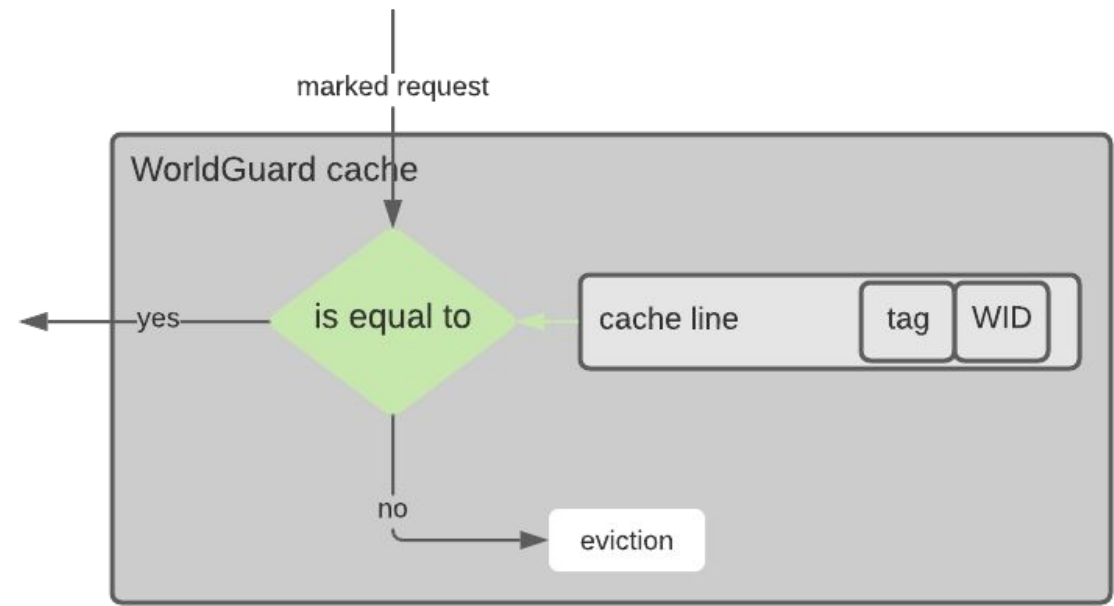 marked request
WorldGuard cache
is equal to
yes
cache line
tag
WID
no
eviction